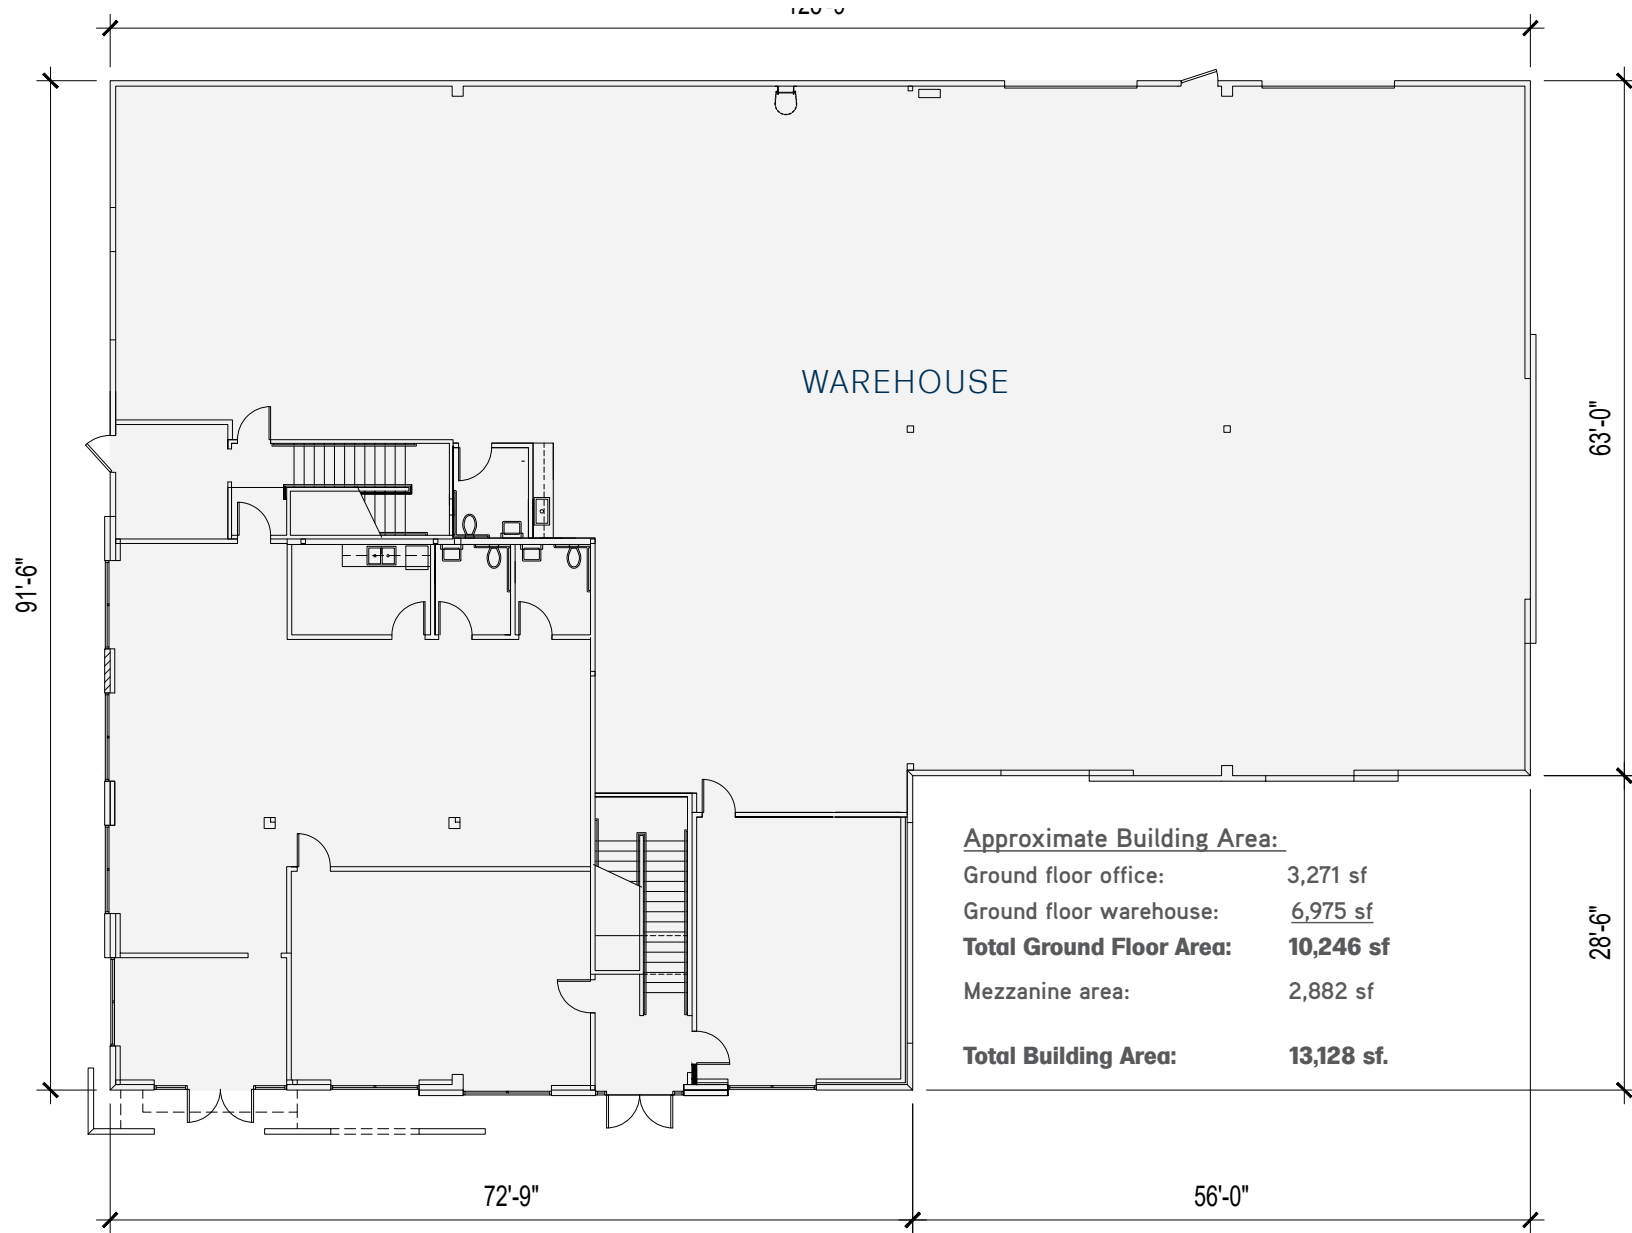 WAREHOUSE
91'-6"
63'-0"
28'-6"
Approximate Building Area:
Ground floor office: 3,271 sf
Ground floor warehouse: 6,975 sf
Total Ground Floor Area: 10,246 sf
Mezzanine area: 2,882 sf
Total Building Area: 13,128 sf.
72'-9"
56'-0"